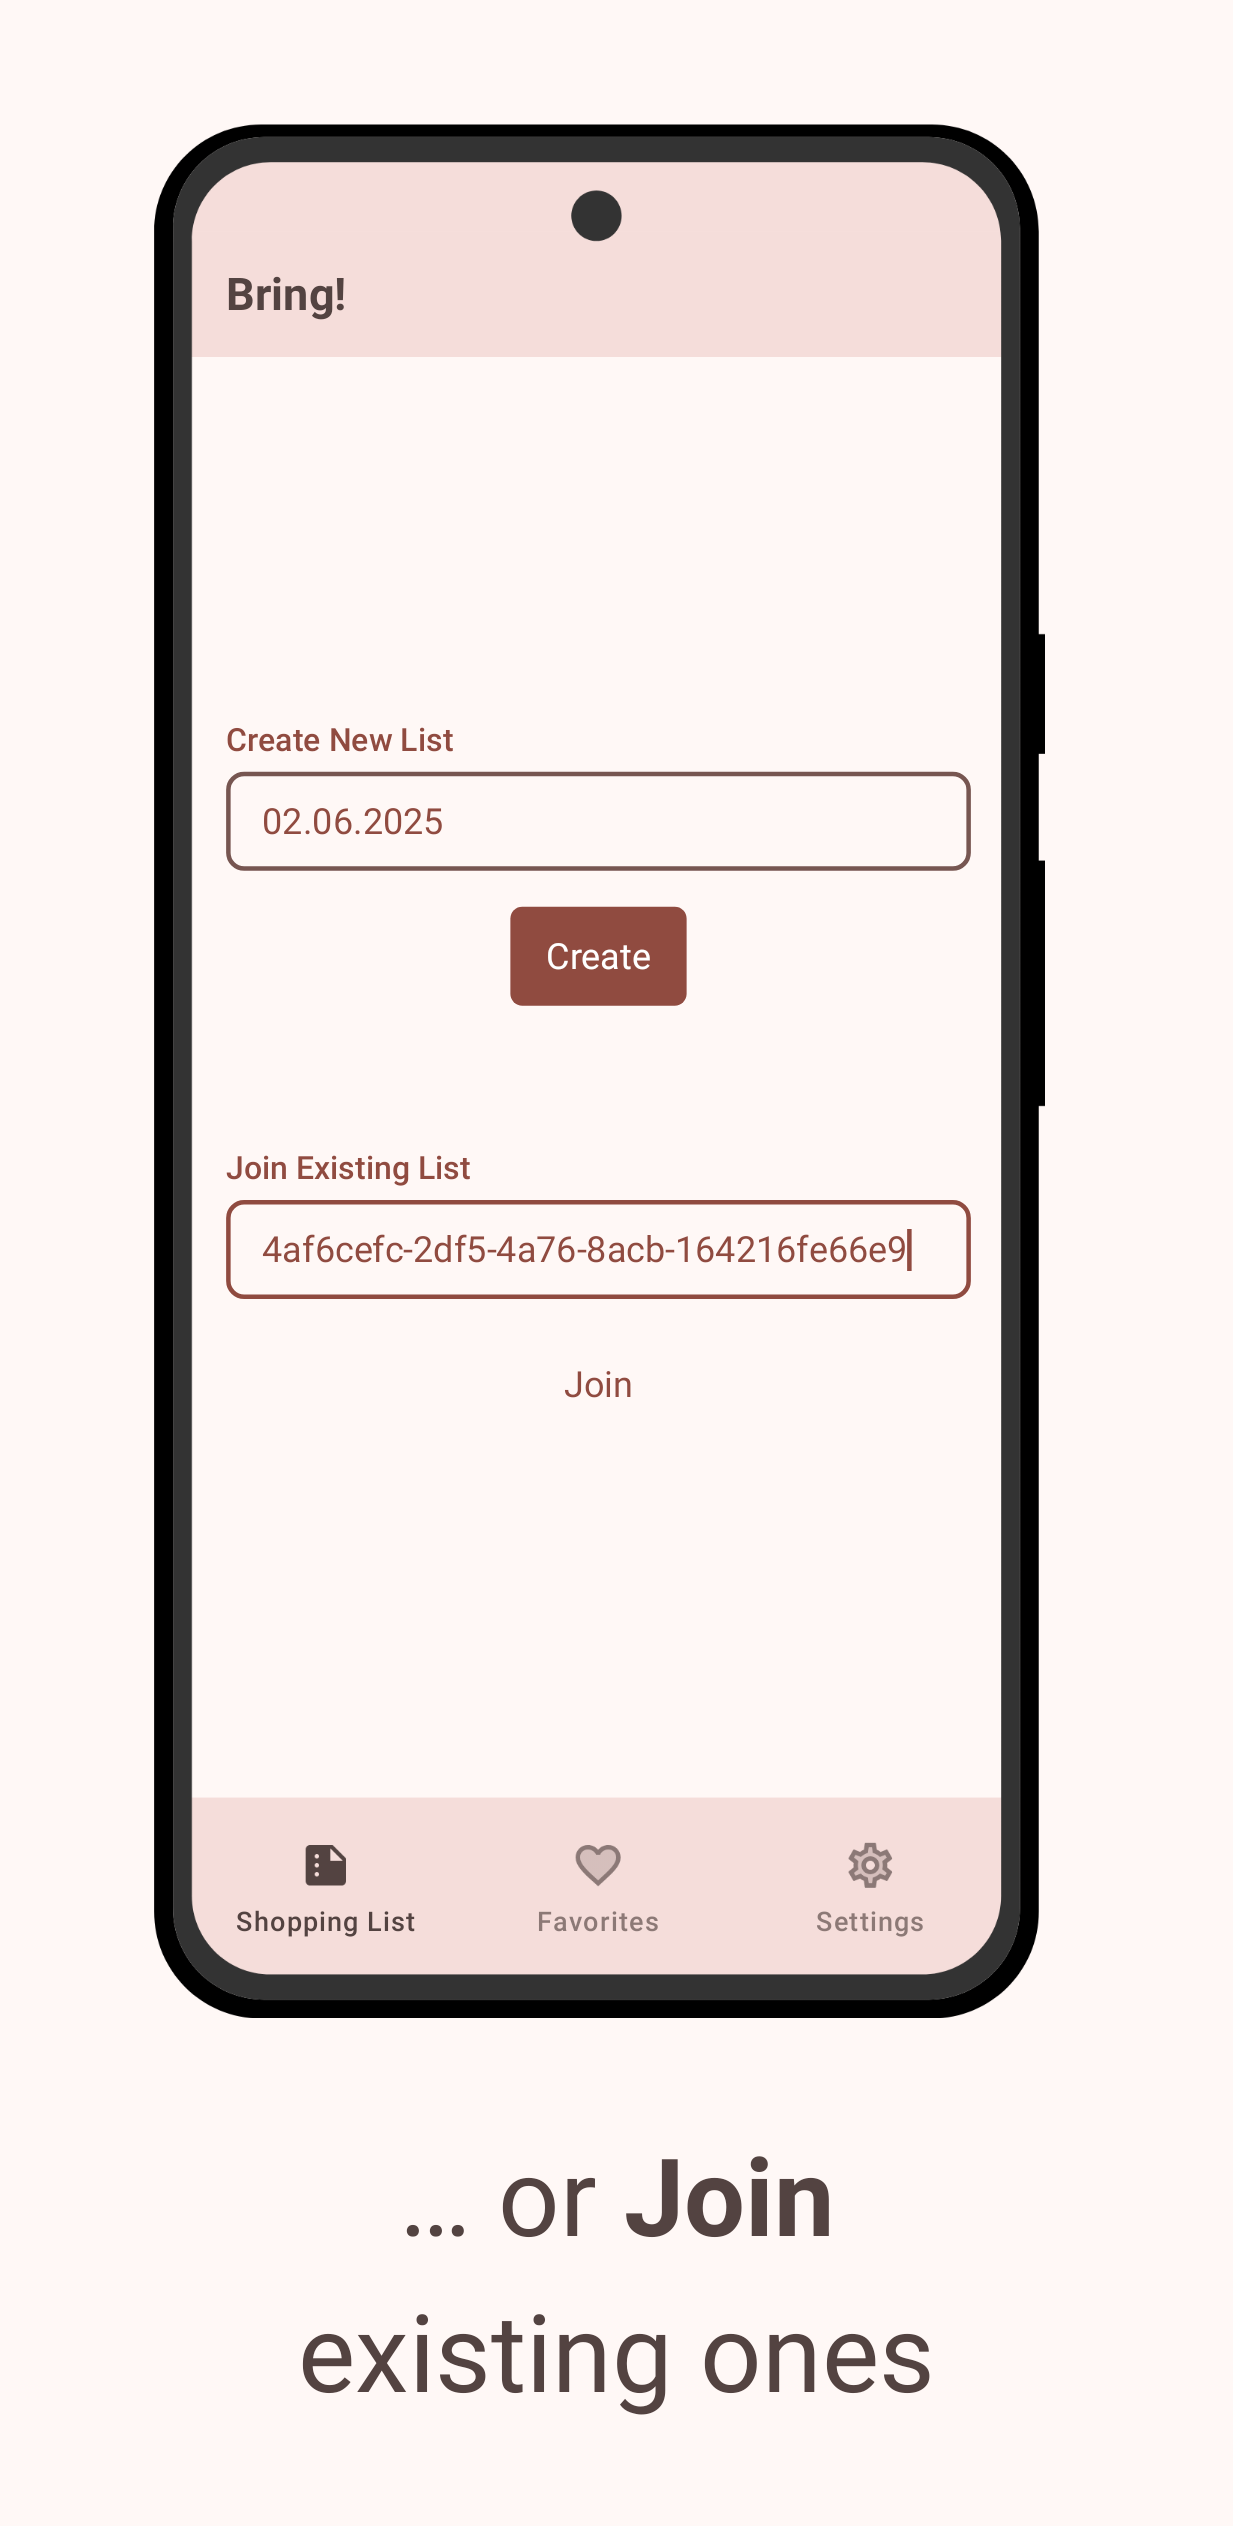 Bring!
Create New List
02.06.2025
Create
Join Existing List
4af6cefc-2df5-4a76-8acb-164216fe66e9
Join
Shopping List
Favorites
Settings
... or Join
existing ones